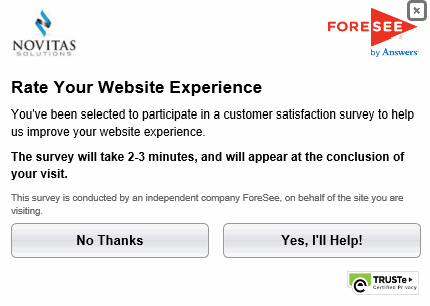 NOVITAS
SOLUTIONS
FORESEE
by Answers
Rate Your Website Experience
You've been selected to participate in a customer satisfaction survey to help
us improve your website experience.
The survey will take 2-3 minutes, and will appear at the conclusion of
your visit.
This survey is conducted by an independent company ForeSee, on behalf of the site you are
visiting.
No Thanks
Yes, I'll Help!
TRUSTe
Certified Privacy